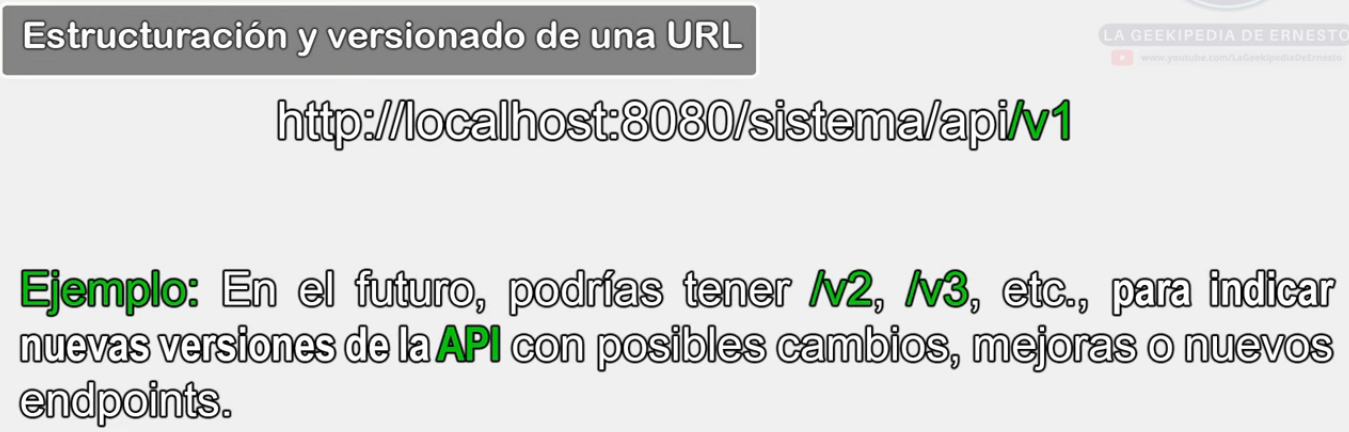 Estructuración y versionado de una URL
LA GEEKIPEDIA DE ERNESTO
www.youtube.com/LaGeekipediaDeErnesto
http://localhost:8080/sistema/api/v1
Ejemplo: En el futuro, podrías tener /v2, /v3, etc., para indicar
nuevas versiones de la API con posibles cambios, mejoras o nuevos
endpoints.